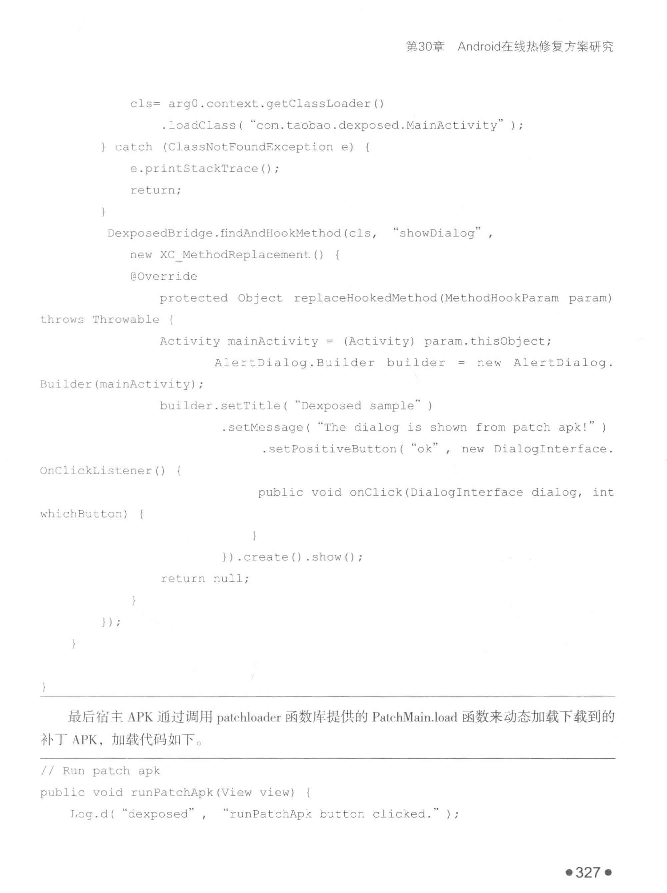 第30章 Android在线热修复方案研究
cls= arg0.context.getClassLoader()
.loadClass( “com.taobao.dexposed.MainActivity” );
} catch (ClassNotFoundException e) {
e.printStackTrace();
return;
}
DexposedBridge.findAndHookMethod(cls, “showDialog” ,
new XC_MethodReplacement() {
@Override
protected Object replaceHookedMethod(MethodHookParam param)
throws Throwable {
Activity mainActivity = (Activity) param.thisObject;
AlertDialog.Builder builder = new AlertDialog.
Builder(mainActivity);
builder.setTitle( “Dexposed sample” )
.setMessage( “The dialog is shown from patch apk!” )
.setPositiveButton( “ok” , new DialogInterface.
OnClickListener() {
public void onClick(DialogInterface dialog, int
whichButton) {
}
}).create().show();
return null;
}
});
}
}
最后宿主 APK 通过调用 patchloader 函数库提供的 PatchMain.load 函数来动态加载下载到的
补丁 APK，加载代码如下。
// Run patch apk
public void runPatchApk(View view) {
Log.d( “dexposed” , “runPatchApk button clicked.” );
●327●